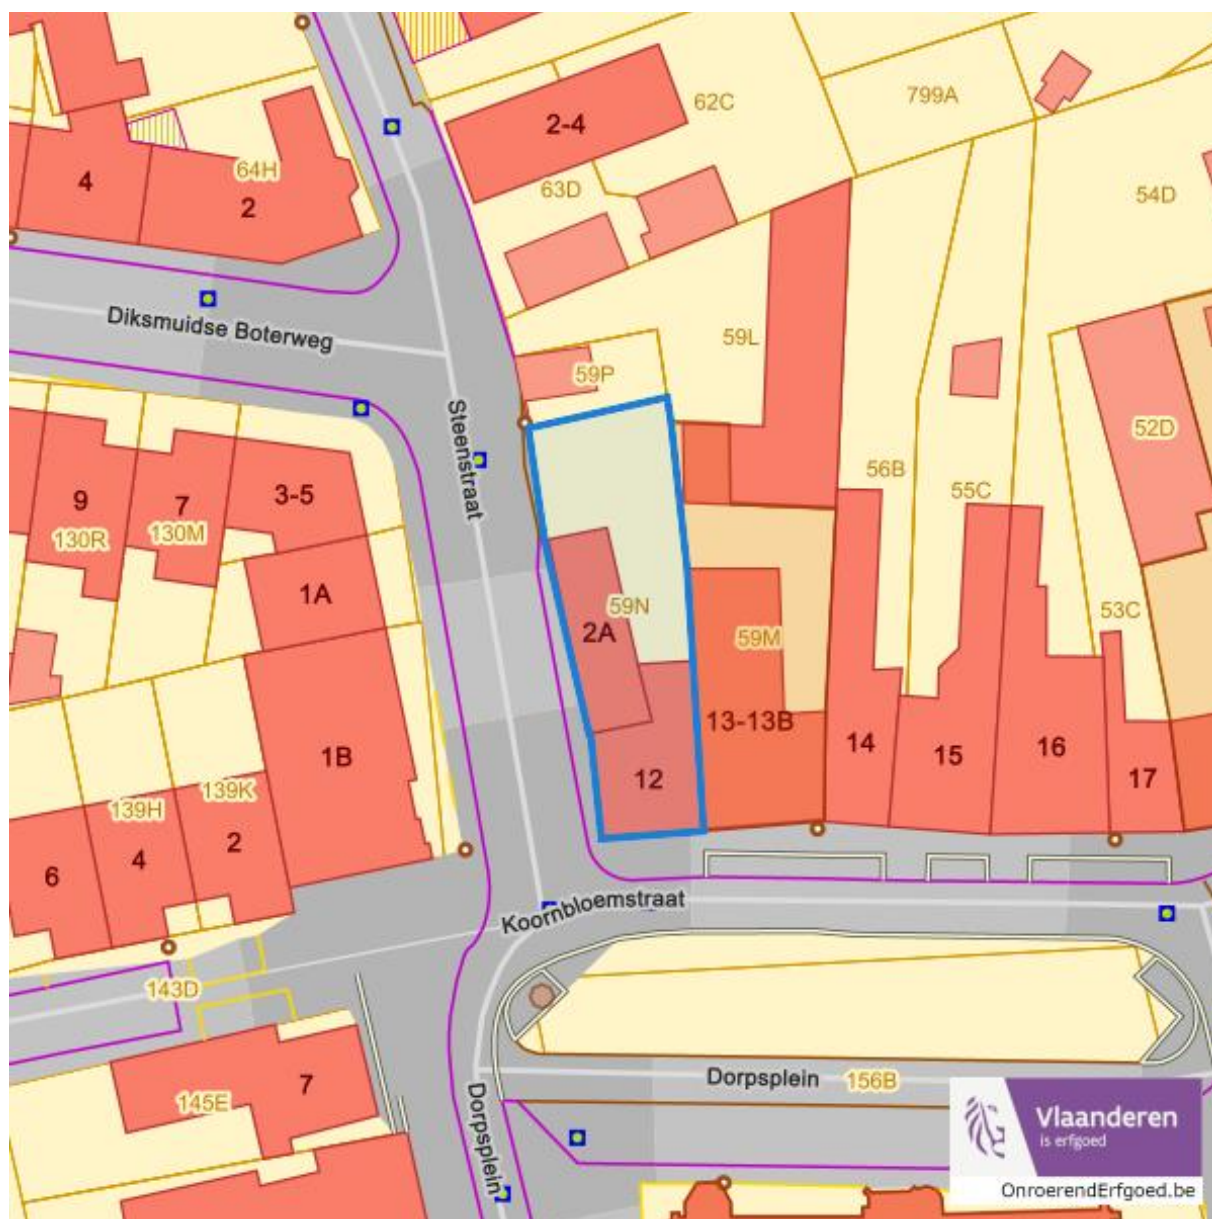 62C
799A
2-4
64H
4
2
63D
54D
Diksmuidse Boterweg
59L
59P
Steenstraat
52D
56B
55C
9
7
3-5
130R
130M
1A
59N
2A
59M
53C
13-13B
14
15
16
17
1B
12
139H
139K
6
4
2
Koornbloemstraat
143D
Dorpsplein
156B
145E
7
Dorpsplein
Vlaanderen
is erfgoed
OnroerendErfgoed.be